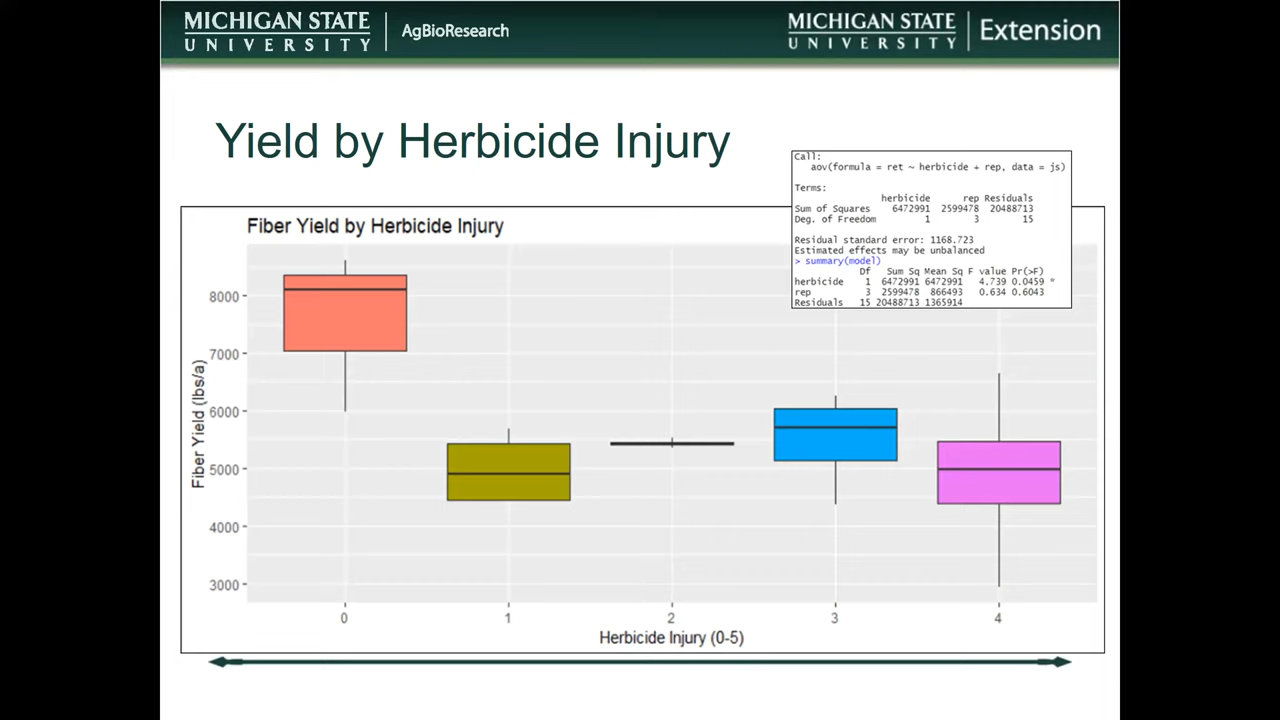 MICHIGAN STATE
UNIVERSITY
AgBioResearch
MICHIGAN STATE
UNIVERSITY
Extension
Yield by Herbicide Injury
Call:
aov(formula = ret ~ herbicide + rep, data = js)
Terms:
herbicide rep Residuals
Sum of Squares 6472991 2599478 20488713
Deg. of Freedom 1 3 15
Residual standard error: 1168.723
Estimated effects may be unbalanced
> summary(model)
Df Sum Sq Mean Sq F value Pr(>F)
herbicide 1 6472991 6472991 4.739 0.0459 *
rep 3 2599478 866493 0.634 0.6043
Residuals 15 20488713 1365914
Fiber Yield by Herbicide Injury
Fiber Yield (lbs/a)
8000
7000
6000
5000
4000
3000
0 1 2 3 4
Herbicide Injury (0-5)